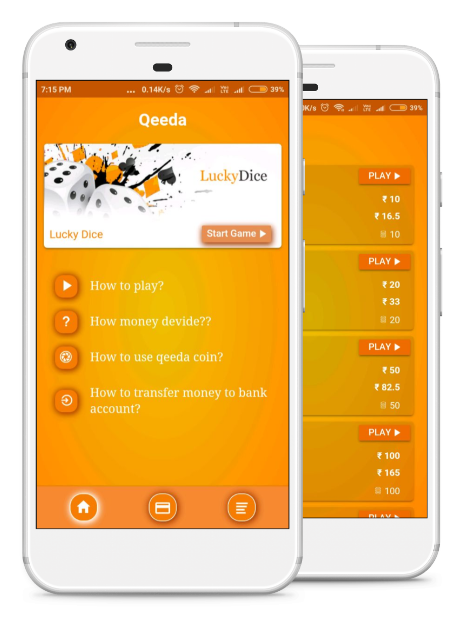 7:15 PM
... 0.14K/s
39%
Qeeda
LuckyDice
Lucky Dice
Start Game
How to play?
? How money devide??
How to use qeeda coin?
How to transfer money to bank
account?
K/s
39%
PLAY
₹ 10
₹ 16.5
10
PLAY
₹ 20
₹ 33
20
PLAY
₹ 50
₹ 82.5
50
PLAY
₹ 100
₹ 165
100
PLAY